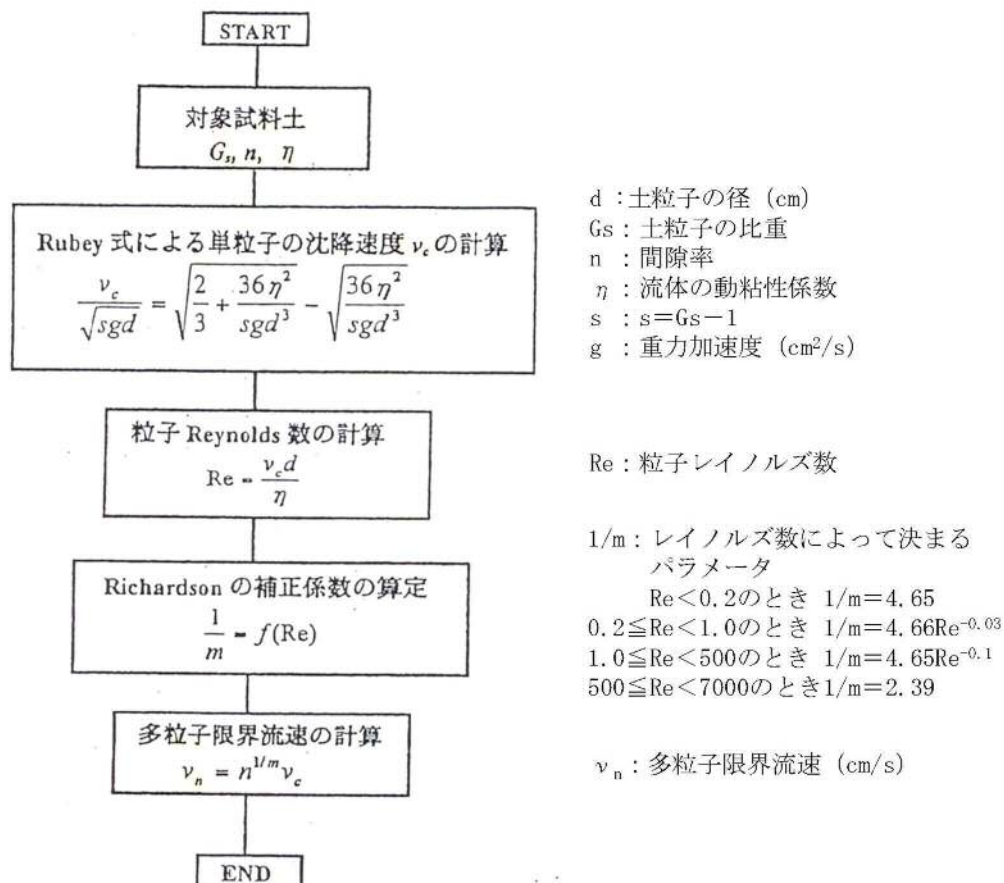 START
対象試料土
Gs, n, η
Rubey 式による単粒子の沈降速度 νc の計算
νc/√sgd = √(2/3 + 36η²/sgd³) − √(36η²/sgd³)
粒子 Reynolds 数の計算
Re = νcd/η
Richardson の補正係数の算定
1/m = f(Re)
多粒子限界流速の計算
νn = n^1/m νc
END
d ：土粒子の径 (cm)
Gs：土粒子の比重
n ：間隙率
η：流体の動粘性係数
s ：s＝Gs−1
g ：重力加速度 (cm²/s)
Re：粒子レイノルズ数
1/m：レイノルズ数によって決まる
パラメータ
Re＜0.2のとき 1/m＝4.65
0.2≦Re＜1.0のとき 1/m＝4.66Re⁻⁰·⁰³
1.0≦Re＜500のとき 1/m＝4.65Re⁻⁰·¹
500≦Re＜7000のとき1/m＝2.39
νn：多粒子限界流速 (cm/s)